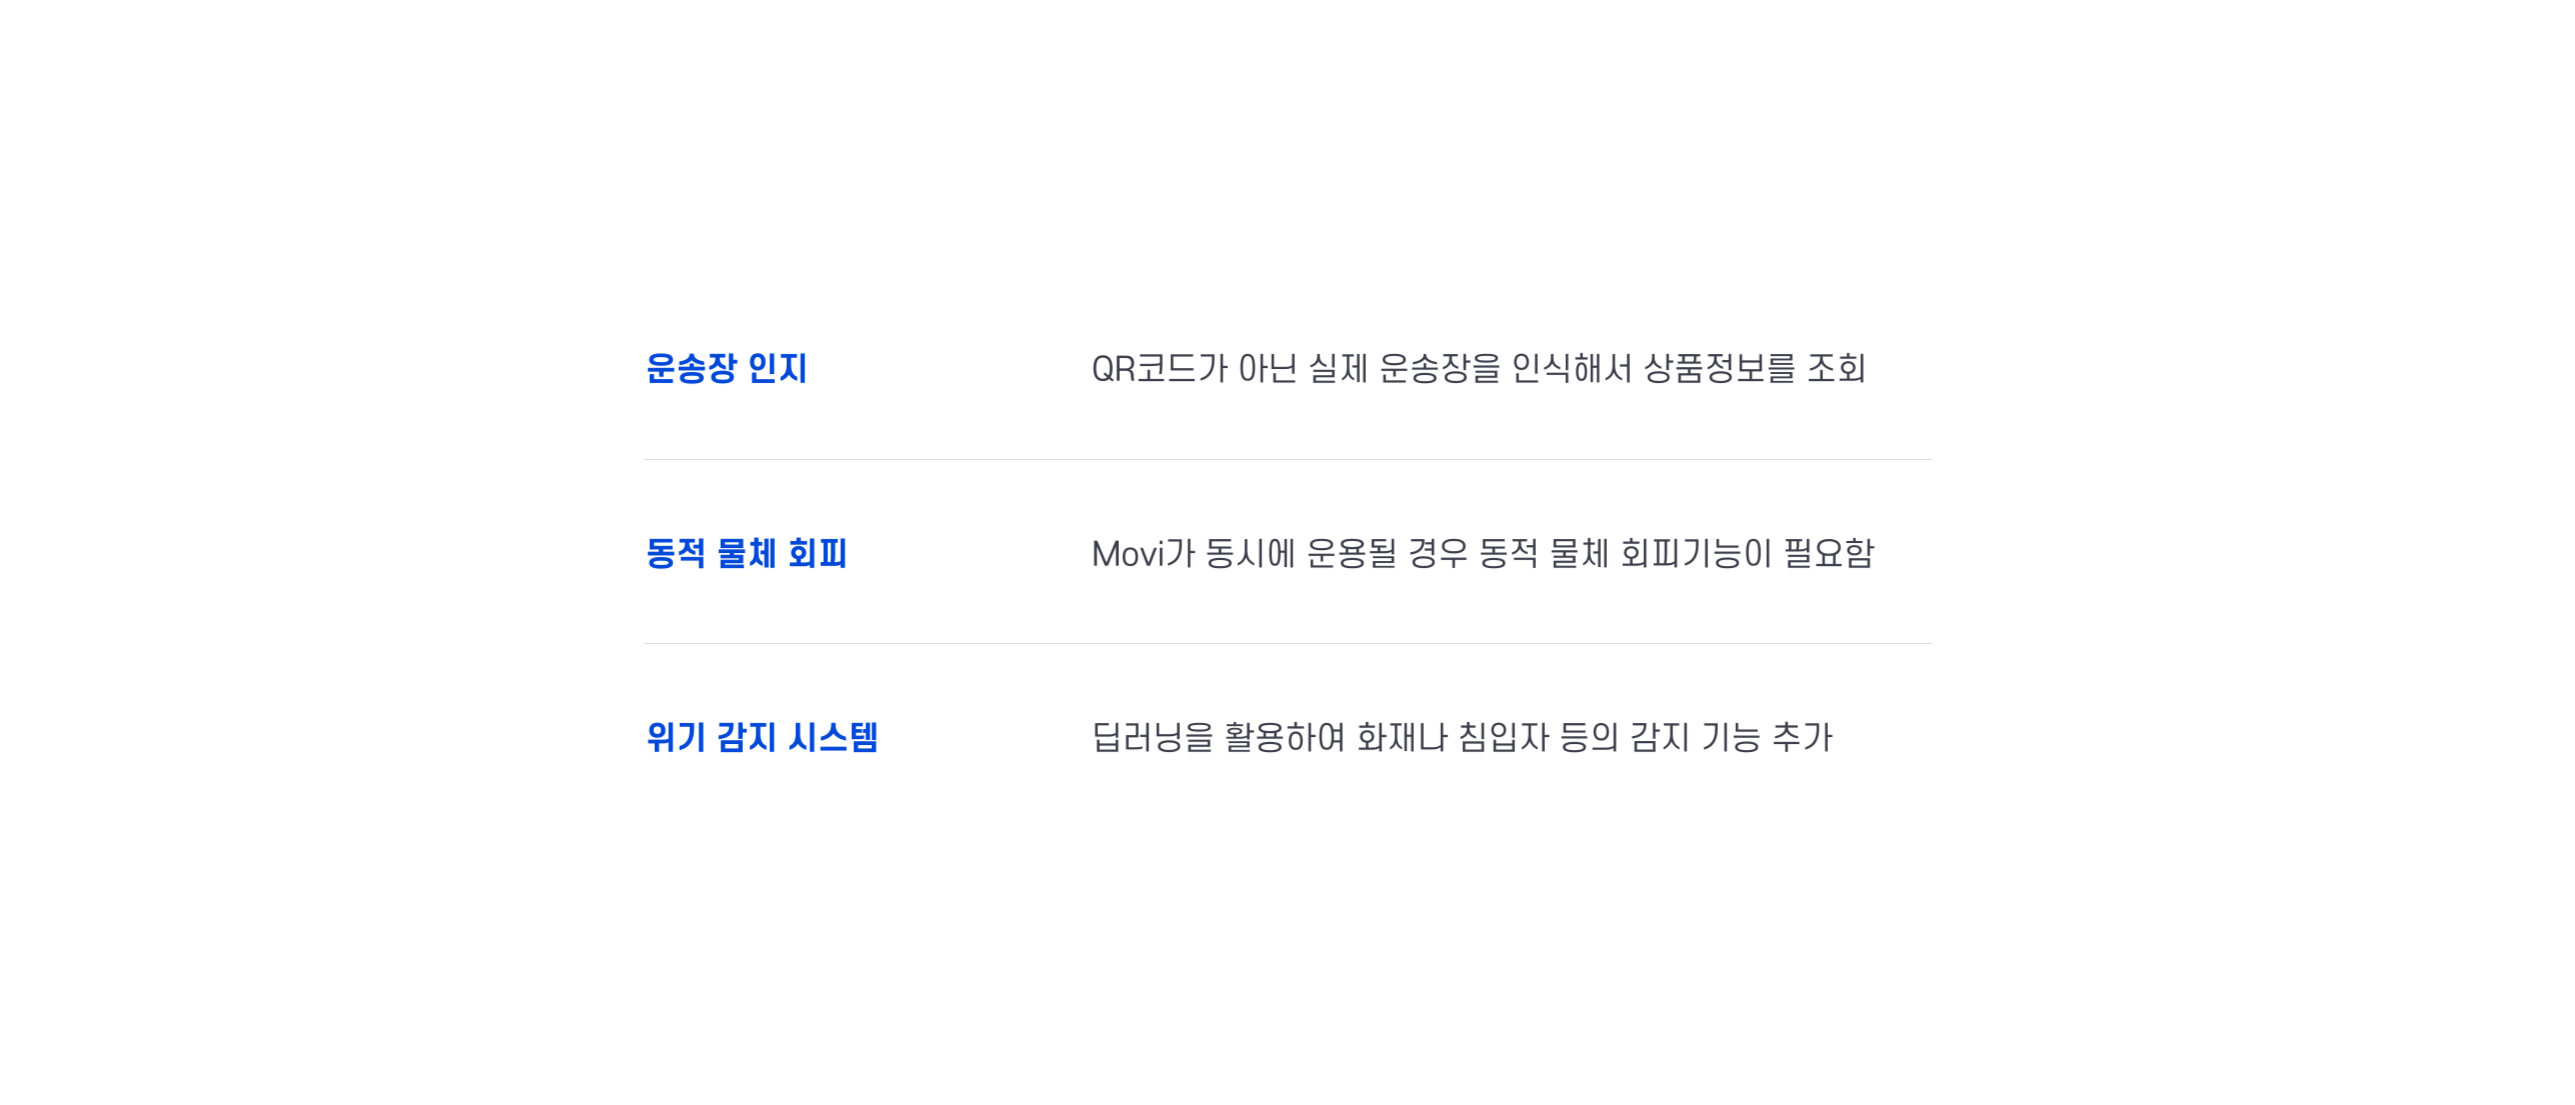 운송장 인지
QR코드가 아닌 실제 운송장을 인식해서 상품정보를 조회
동적 물체 회피
Movi가 동시에 운용될 경우 동적 물체 회피기능이 필요함
위기 감지 시스템
딥러닝을 활용하여 화재나 침입자 등의 감지 기능 추가